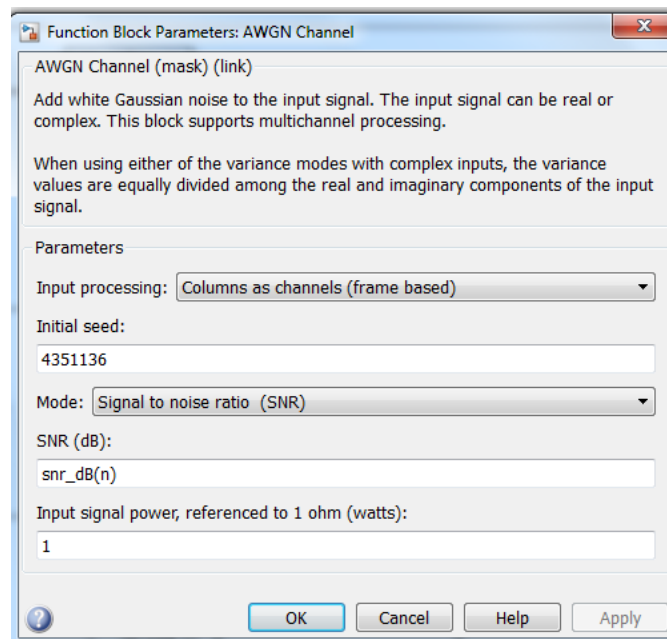 Function Block Parameters: AWGN Channel
AWGN Channel (mask) (link)
Add white Gaussian noise to the input signal. The input signal can be real or
complex. This block supports multichannel processing.
When using either of the variance modes with complex inputs, the variance
values are equally divided among the real and imaginary components of the input
signal.
Parameters
Input processing: Columns as channels (frame based)
Initial seed:
4351136
Mode: Signal to noise ratio (SNR)
SNR (dB):
snr_dB(n)
Input signal power, referenced to 1 ohm (watts):
1
OK Cancel Help Apply